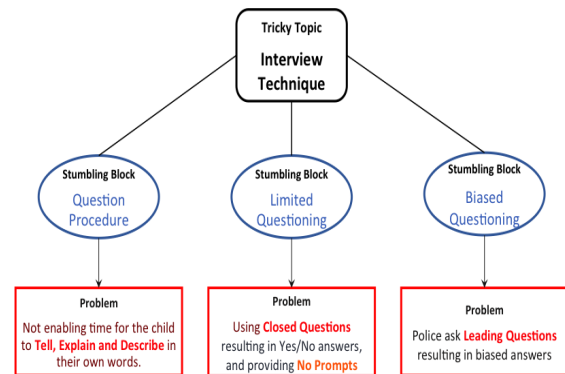 Tricky Topic
Interview
Technique
Stumbling Block
Question
Procedure
Stumbling Block
Limited
Questioning
Stumbling Block
Biased
Questioning
Problem
Not enabling time for the child
to Tell, Explain and Describe in
their own words.
Problem
Using Closed Questions
resulting in Yes/No answers,
and providing No Prompts
Problem
Police ask Leading Questions
resulting in biased answers